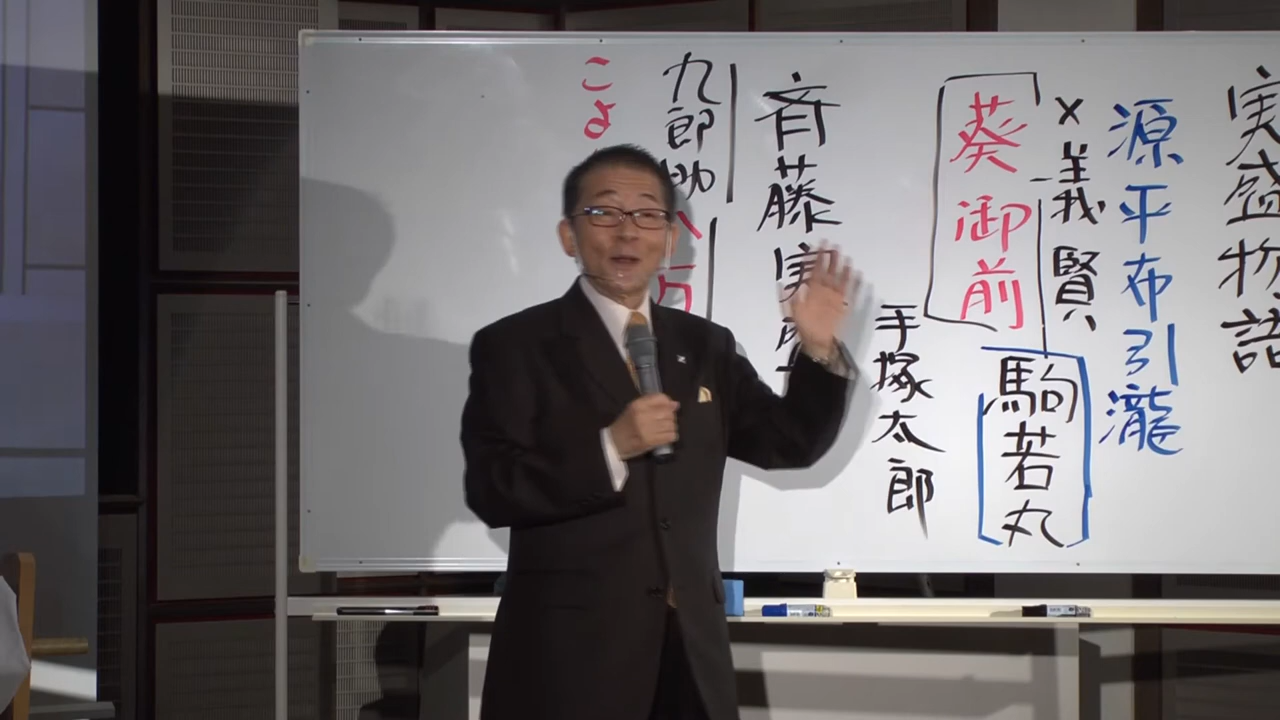 実盛物語
源平布引瀧
×義賢
葵御前
駒若丸
手塚太郎
斉藤実
九郎助
こよ